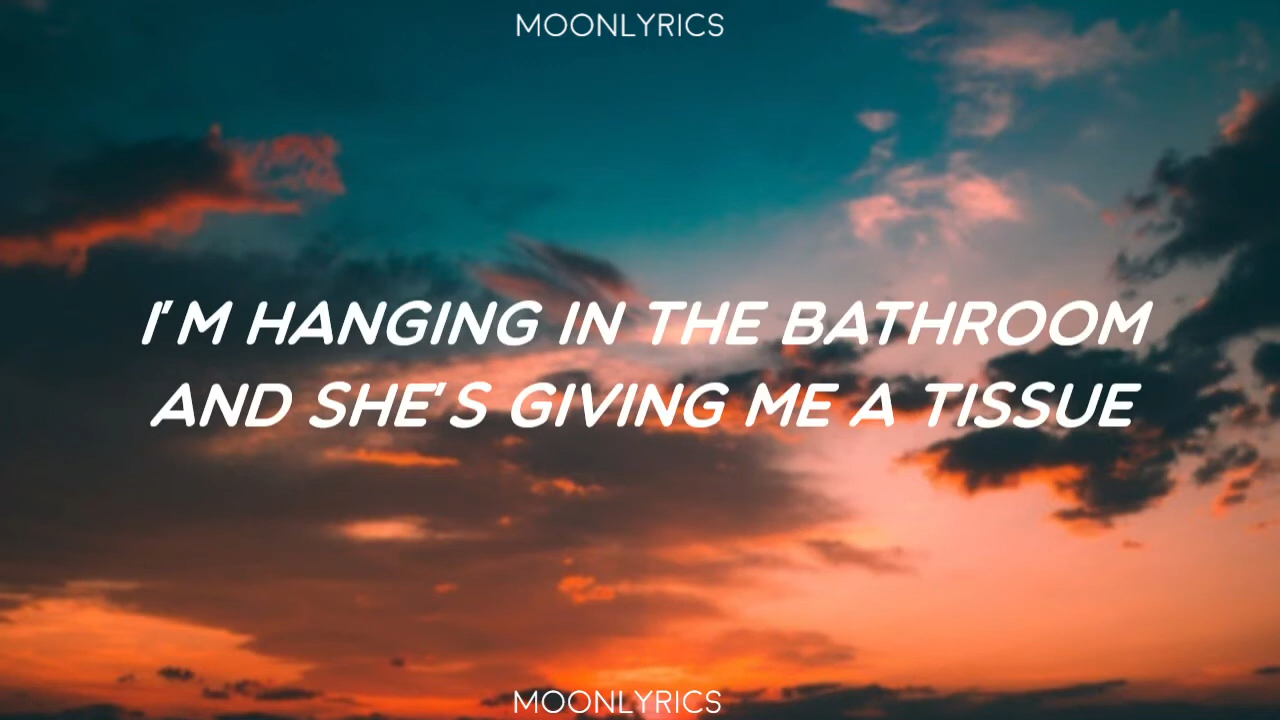 MOONLYRICS
I'M HANGING IN THE BATHROOM
AND SHE'S GIVING ME A TISSUE
MOONLYRICS